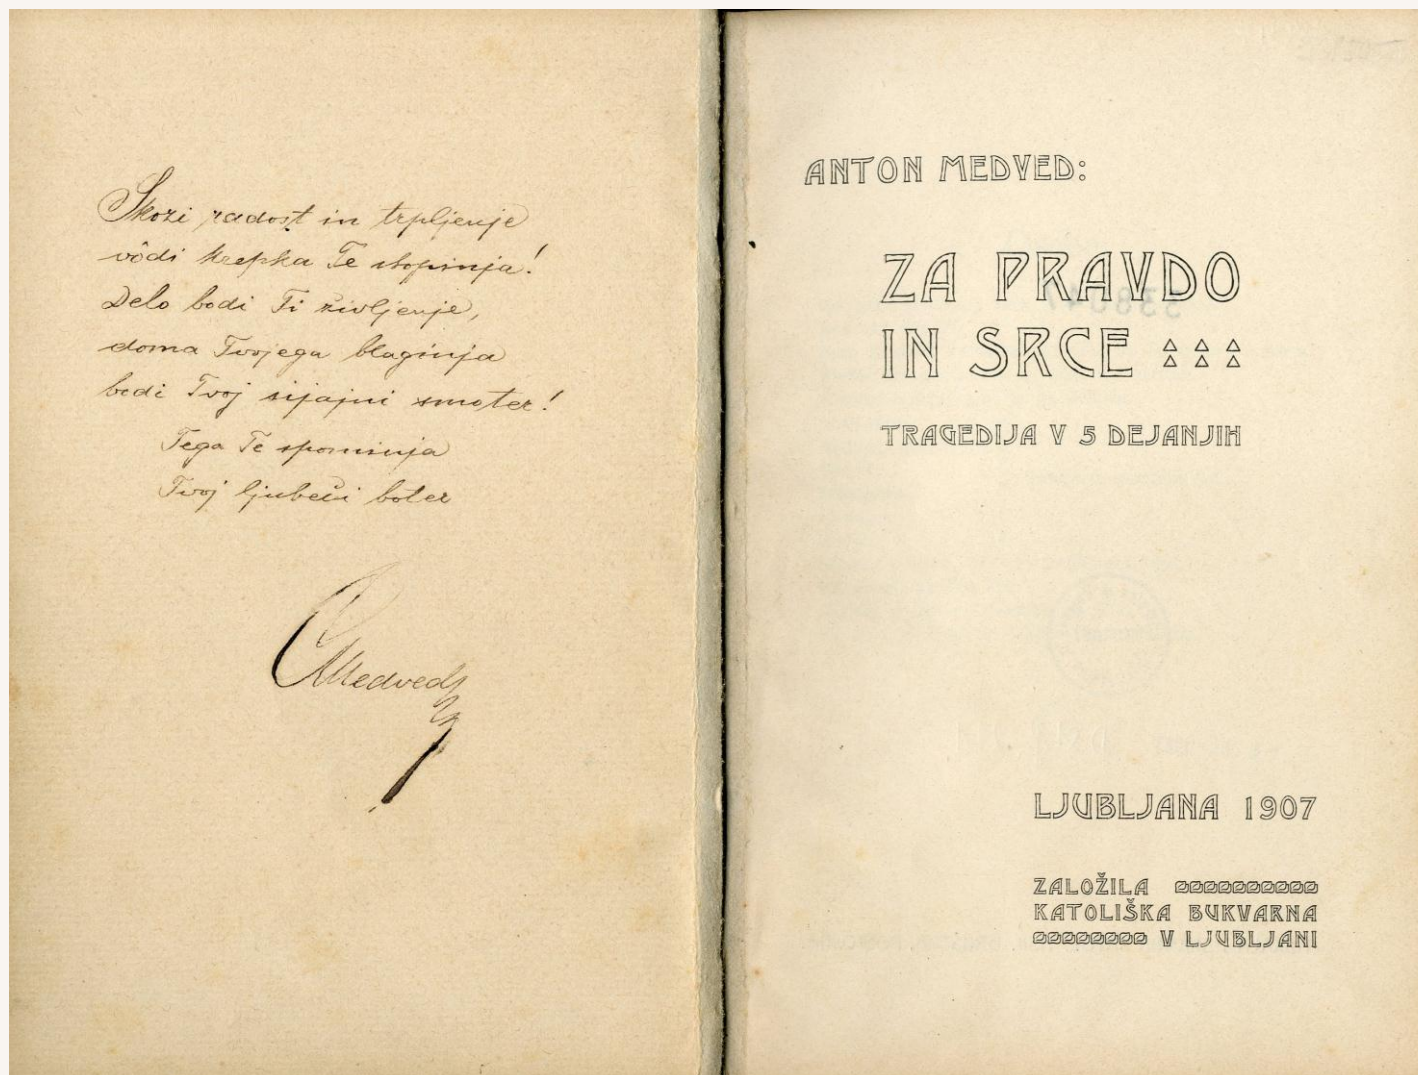 Skozi radost in trpljenje
vôdi krepka Te stopinja!
Delo bodi Ti življenje,
doma Tvojega blaginja
bodi Tvoj sijajni smoter!
Tega Te spominja
Tvoj ljubeči boter
AMedved
ANTON MEDVED:
ZA PRAVDO
IN SRCE
TRAGEDIJA V 5 DEJANJIH
LJUBLJANA 1907
ZALOŽILA
KATOLIŠKA BUKVARNA
V LJUBLJANI